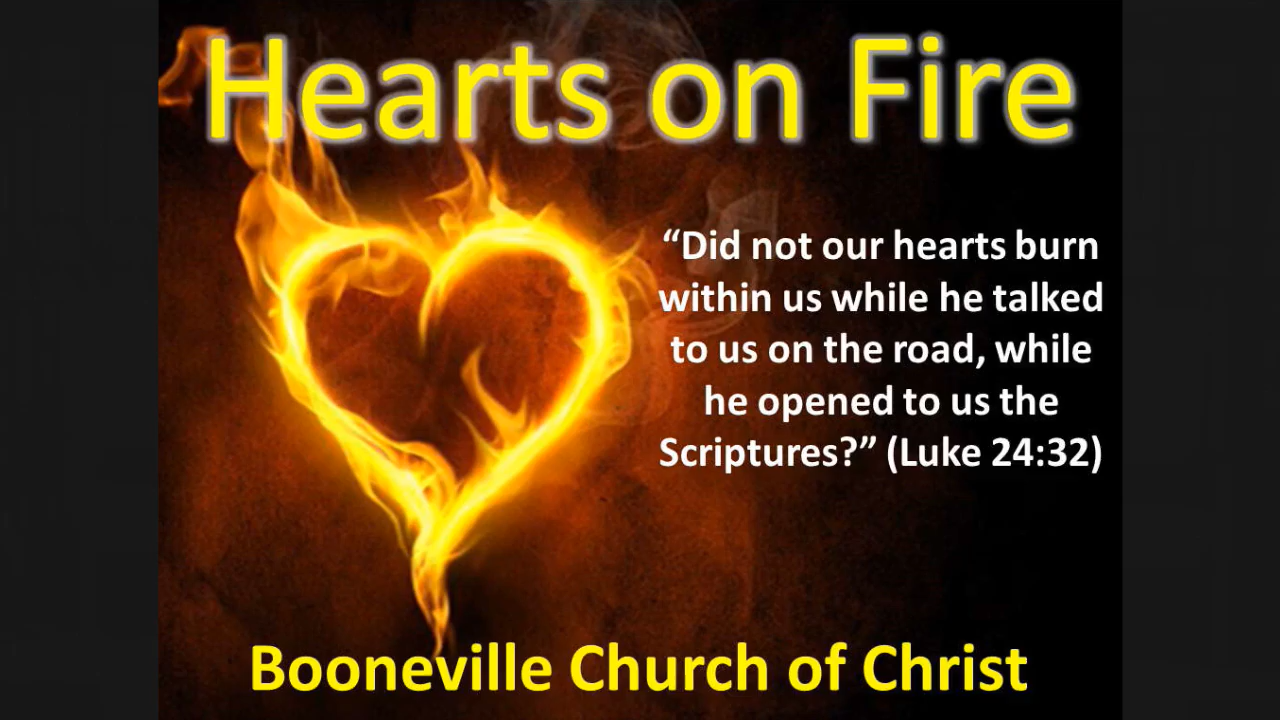 Hearts on Fire
“Did not our hearts burn
within us while he talked
to us on the road, while
he opened to us the
Scriptures?” (Luke 24:32)
Booneville Church of Christ